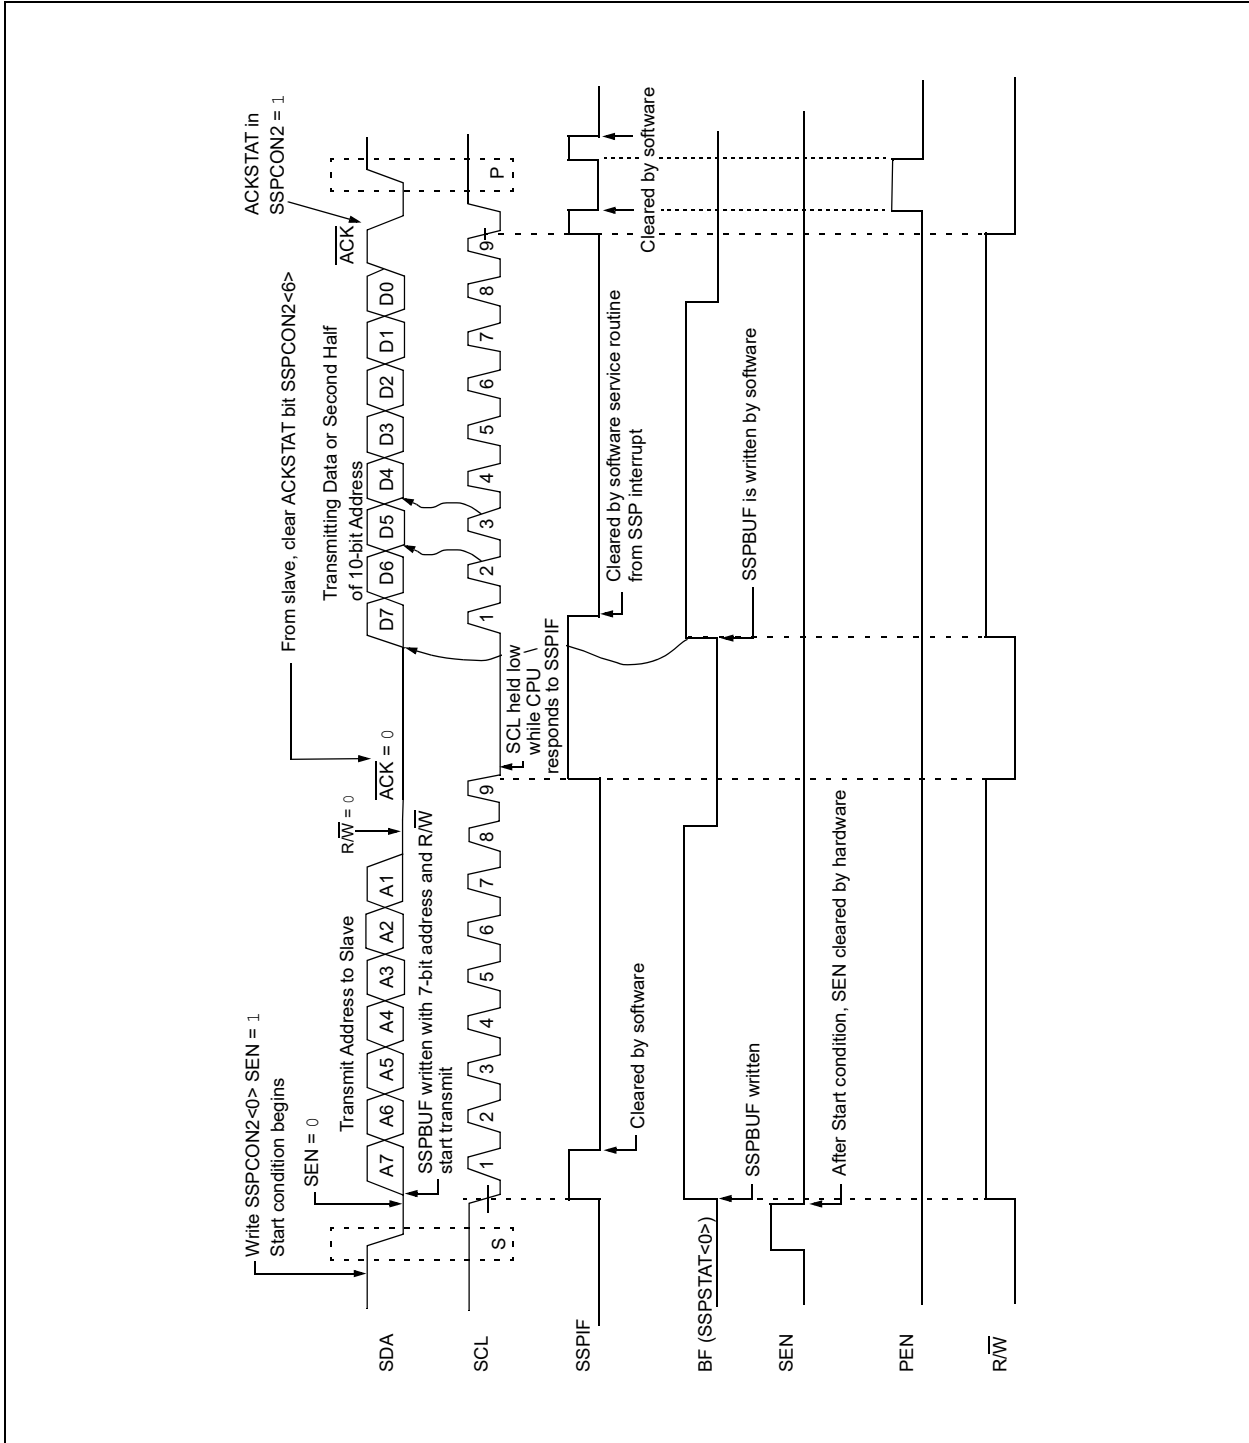 Write SSPCON2<0> SEN = 1
Start condition begins
SEN = 0
From slave, clear ACKSTAT bit SSPCON2<6>
ACKSTAT in
SSPCON2 = 1
Transmit Address to Slave
R/W = 0
ACK = 0
Transmitting Data or Second Half
of 10-bit Address
ACK
SDA
A7 A6 A5 A4 A3 A2 A1
D7 D6 D5 D4 D3 D2 D1 D0
SSPBUF written with 7-bit address and R/W
start transmit
SCL
S
1 2 3 4 5 6 7 8 9
1 2 3 4 5 6 7 8 9
P
SCL held low
while CPU
responds to SSPIF
SSPIF
Cleared by software
Cleared by software service routine
from SSP interrupt
Cleared by software
BF (SSPSTAT<0>)
SSPBUF written
SSPBUF is written by software
SEN
After Start condition, SEN cleared by hardware
PEN
R/W